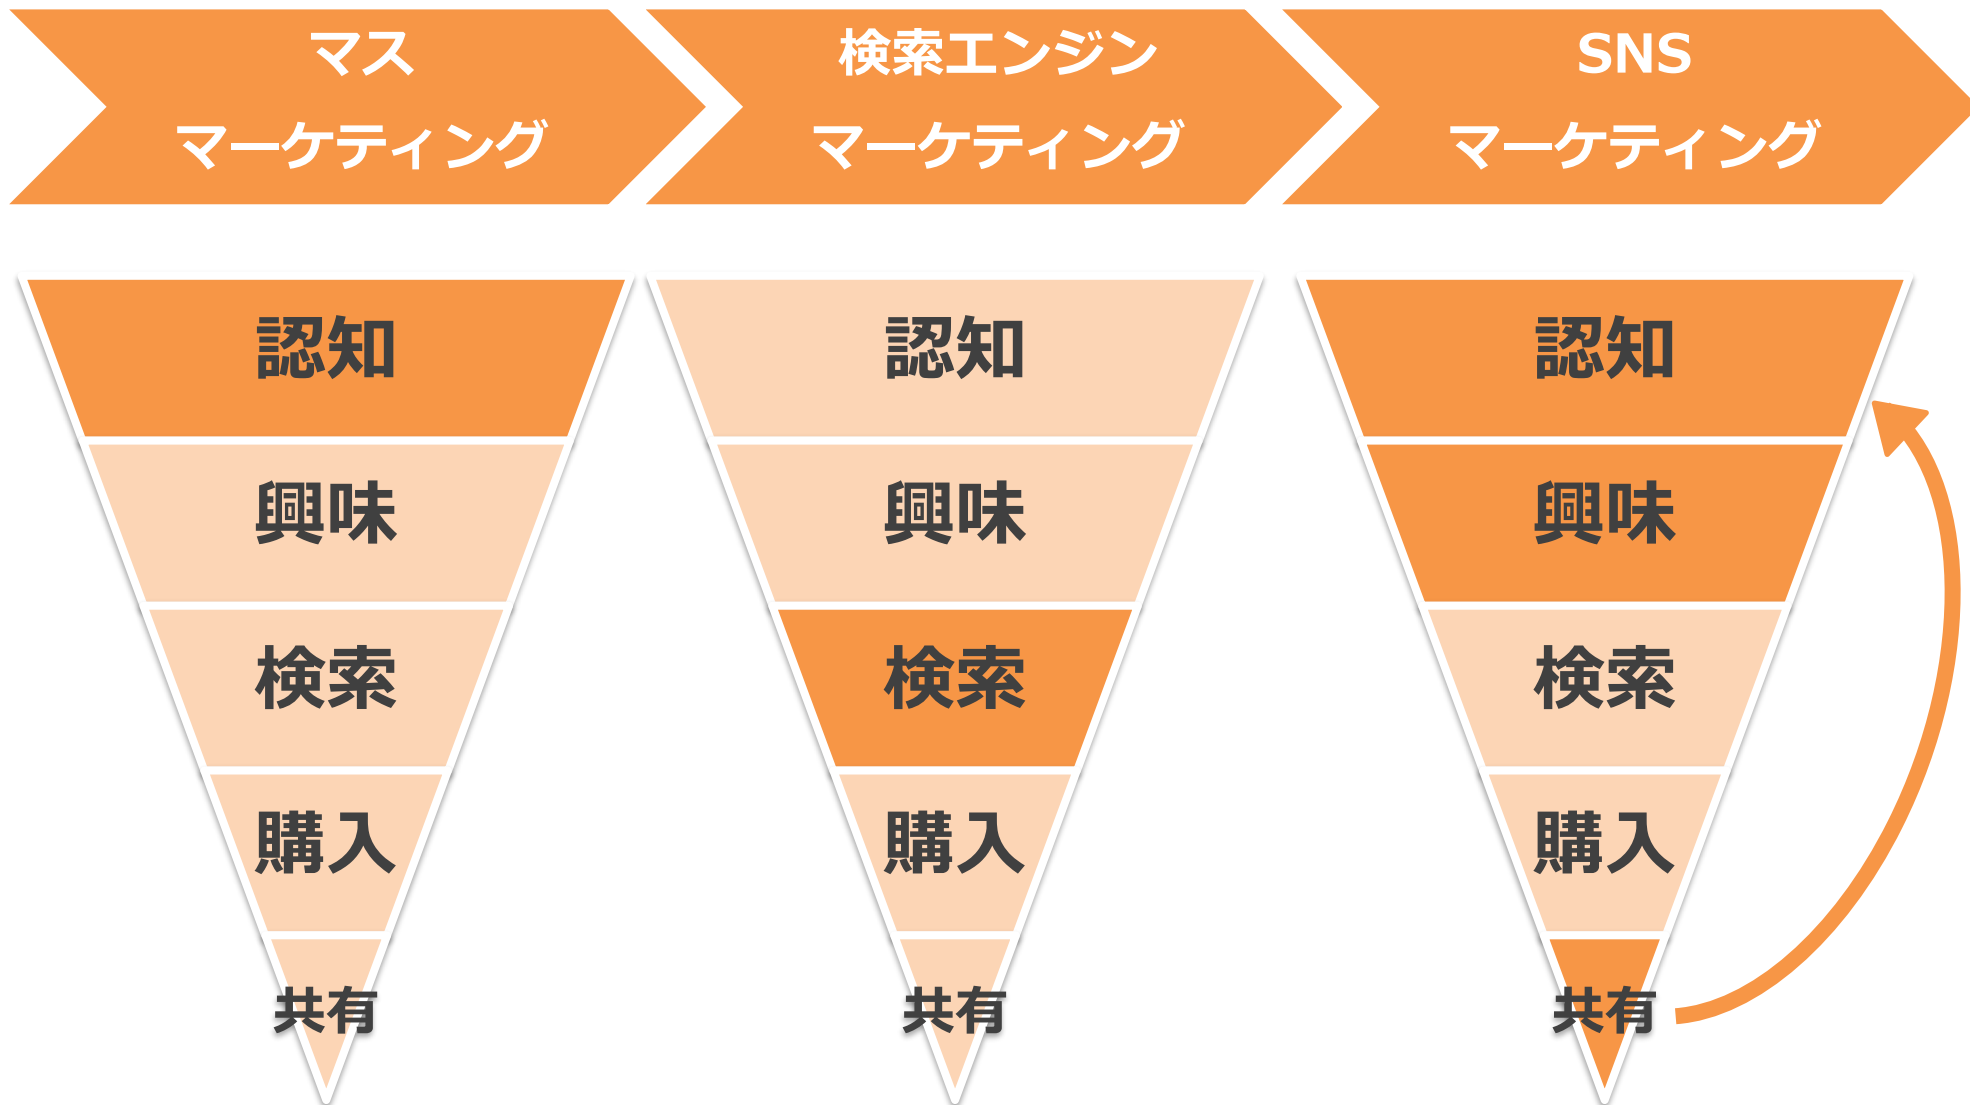 マス
マーケティング
検索エンジン
マーケティング
SNS
マーケティング
認知
興味
検索
購入
共有
認知
興味
検索
購入
共有
認知
興味
検索
購入
共有